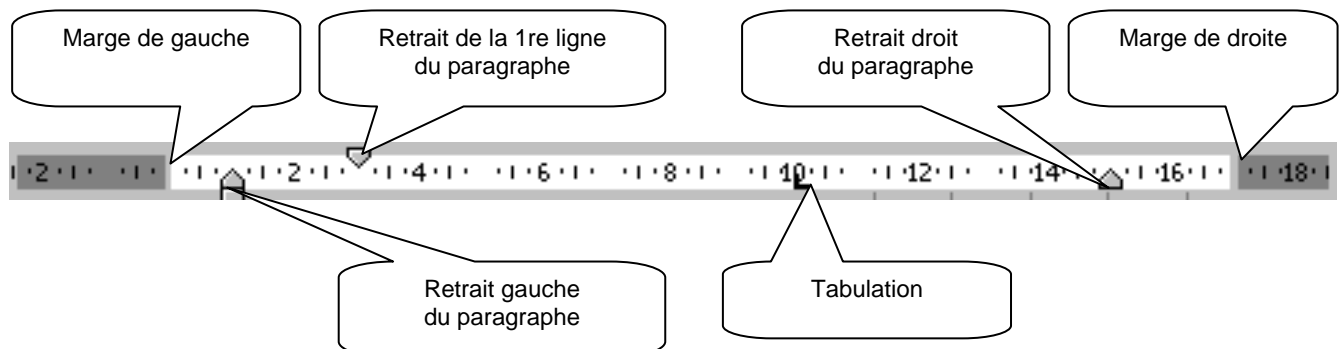 Marge de gauche
Retrait de la 1re ligne
du paragraphe
Retrait droit
du paragraphe
Marge de droite
2 2 4 6 8 10 12 14 16 18
Retrait gauche
du paragraphe
Tabulation